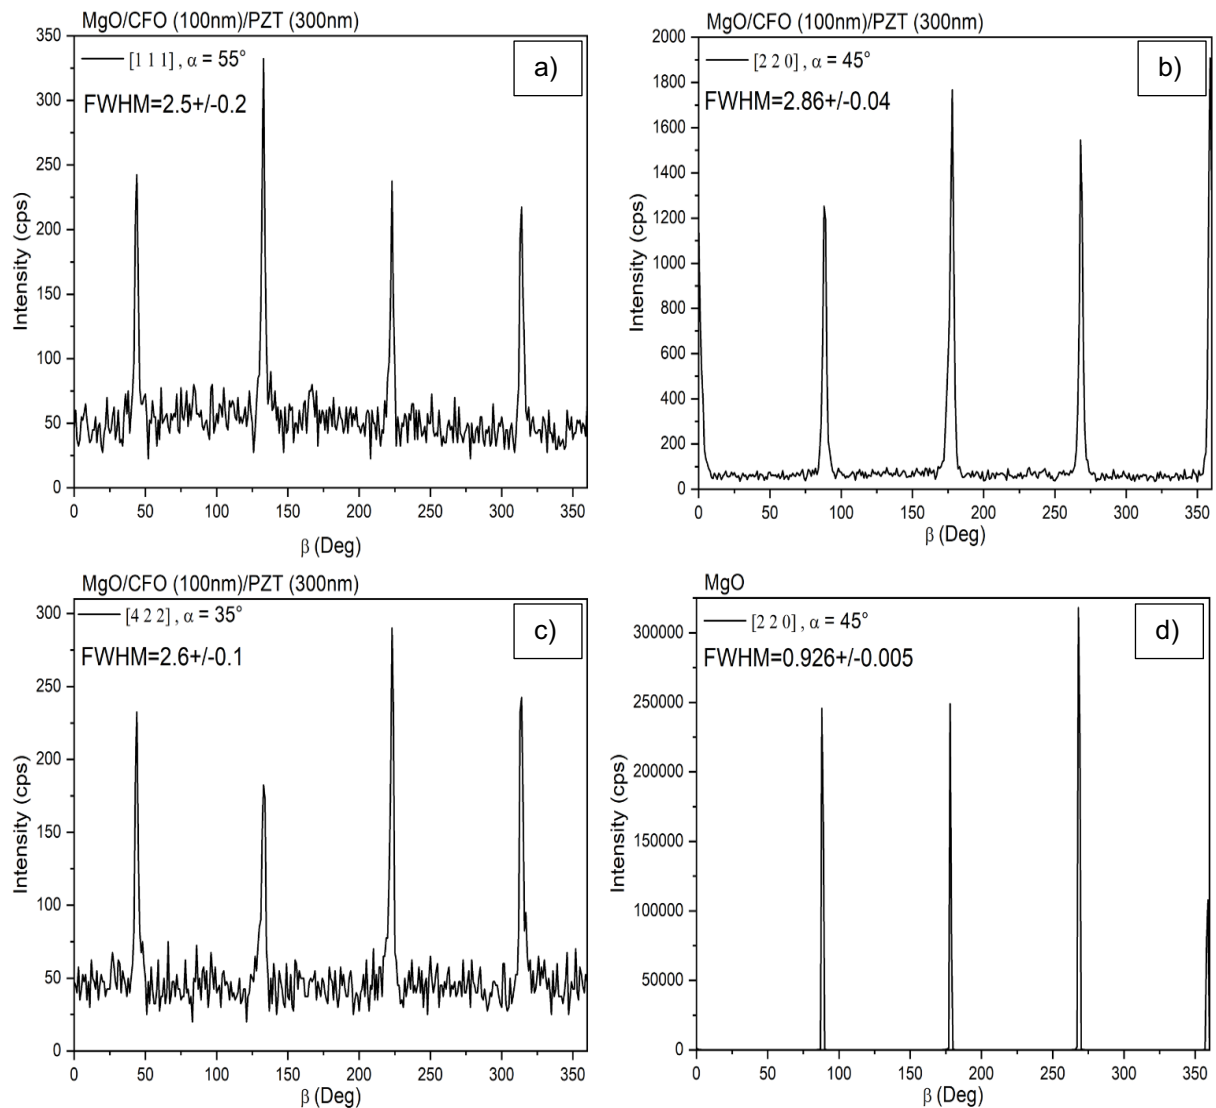 MgO/CFO (100nm)/PZT (300nm)
a)
[1 1 1] , α = 55°
FWHM=2.5+/-0.2
350
300
250
200
150
100
50
0
Intensity (cps)
0 50 100 150 200 250 300 350
β (Deg)
MgO/CFO (100nm)/PZT (300nm)
b)
[2 2 0], α = 45°
FWHM=2.86+/-0.04
2000
1800
1600
1400
1200
1000
800
600
400
200
0
Intensity (cps)
0 50 100 150 200 250 300 350
β (Deg)
MgO/CFO (100nm)/PZT (300nm)
c)
[4 2 2] , α = 35°
FWHM=2.6+/-0.1
300
250
200
150
100
50
0
Intensity (cps)
0 50 100 150 200 250 300 350
β (Deg)
MgO
d)
[2 2 0], α = 45°
FWHM=0.926+/-0.005
300000
250000
200000
150000
100000
50000
0
Intensity (cps)
0 50 100 150 200 250 300 350
β (Deg)